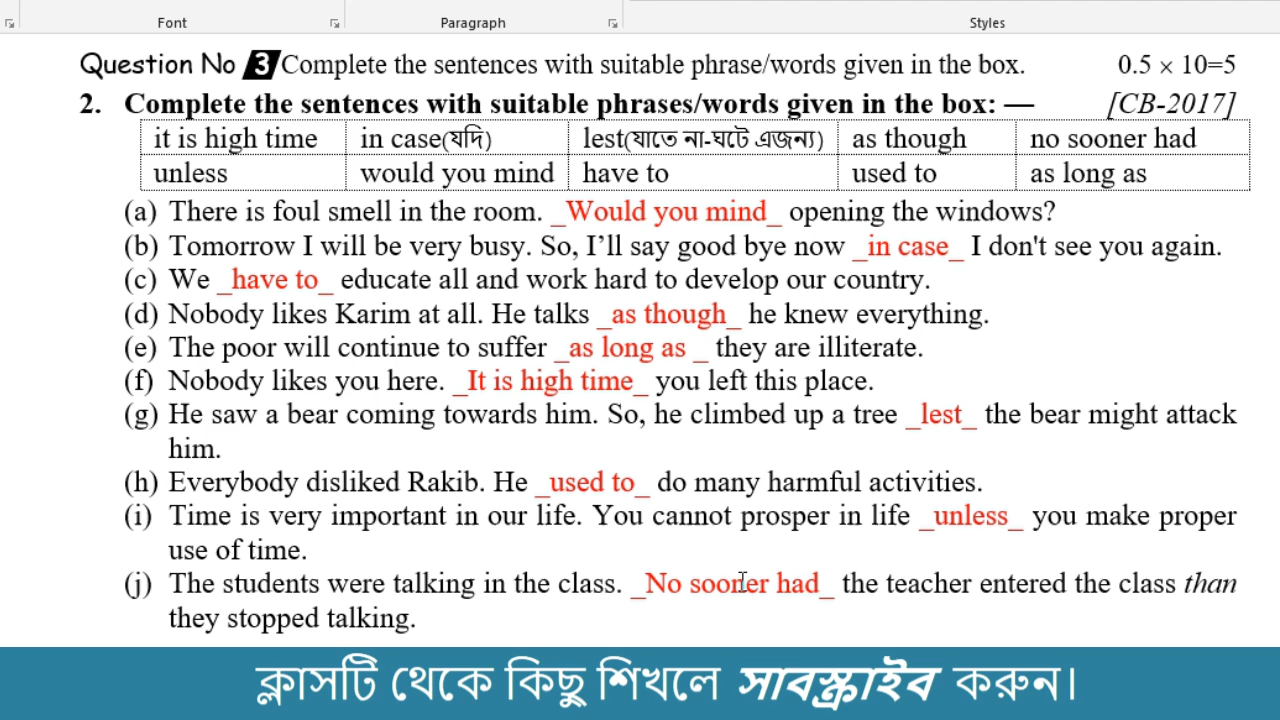 Font Paragraph Styles
Question No 3 Complete the sentences with suitable phrase/words given in the box. 0.5 × 10=5
2. Complete the sentences with suitable phrases/words given in the box: — [CB-2017]
it is high time in case(যদি) lest(যাতে না-ঘটে এজন্য) as though no sooner had
unless would you mind have to used to as long as
(a) There is foul smell in the room. _Would you mind_ opening the windows?
(b) Tomorrow I will be very busy. So, I'll say good bye now _in case_ I don't see you again.
(c) We _have to_ educate all and work hard to develop our country.
(d) Nobody likes Karim at all. He talks _as though_ he knew everything.
(e) The poor will continue to suffer _as long as _ they are illiterate.
(f) Nobody likes you here. _It is high time_ you left this place.
(g) He saw a bear coming towards him. So, he climbed up a tree _lest_ the bear might attack
him.
(h) Everybody disliked Rakib. He _used to_ do many harmful activities.
(i) Time is very important in our life. You cannot prosper in life _unless_ you make proper
use of time.
(j) The students were talking in the class. _No sooner had_ the teacher entered the class than
they stopped talking.
ক্লাসটি থেকে কিছু শিখলে সাবস্ক্রাইব করুন।